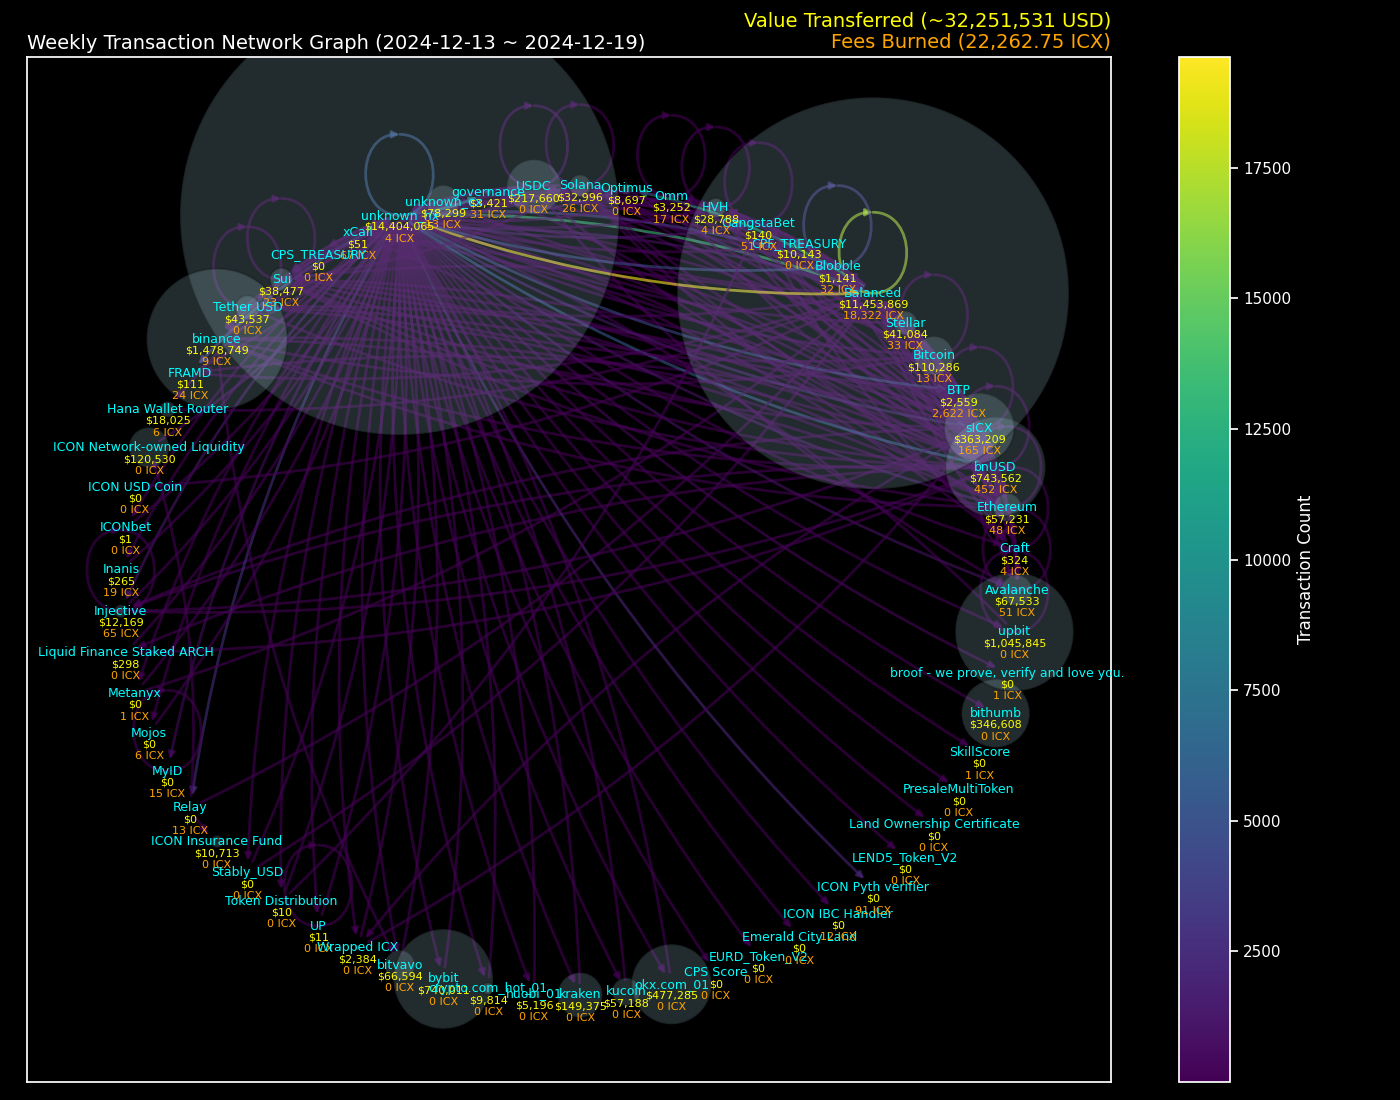 Value Transferred (~32,251,531 USD)
Weekly Transaction Network Graph (2024-12-13 ~ 2024-12-19)
Fees Burned (22,262.75 ICX)
governance
$3,421
31 ICX
USDC
$217,660
0 ICX
Solana
$32,996
26 ICX
Optimus
$8,697
0 ICX
Omm
$3,252
17 ICX
HVH
$28,788
4 ICX
$140
CPS_TREASURY
$10,143
0 ICX
Blobble
$1,141
32 ICX
Balanced
$11,453,869
18,322 ICX
Stellar
$41,084
33 ICX
Bitcoin
$110,286
13 ICX
BTP
$2,559
2,622 ICX
sICX
$363,209
165 ICX
bnUSD
$743,562
452 ICX
Ethereum
$57,231
48 ICX
Craft
$324
4 ICX
Avalanche
$67,533
51 ICX
upbit
$1,045,845
0 ICX
broof - we prove, verify and love you.
$0
1 ICX
bithumb
$346,608
0 ICX
SkillScore
$0
1 ICX
PresaleMultiToken
$0
0 ICX
Land Ownership Certificate
$0
0 ICX
LEND5_Token_V2
$0
0 ICX
ICON Pyth verifier
$0
91 ICX
ICON IBC Handler
$0
12 ICX
Emerald City Land
$0
0 ICX
EURD_Token_V2
$0
0 ICX
CPS Score
$0
0 ICX
okx.com_01
$477,285
0 ICX
kucoin
$57,188
0 ICX
kraken
$149,375
0 ICX
huobi_01
$5,196
0 ICX
crypto.com_hot_01
$9,814
0 ICX
bybit
0 ICX
bitvavo
$66,594
0 ICX
Wrapped ICX
$2,384
0 ICX
UP
$11
0 ICX
Token Distribution
$10
0 ICX
Stably_USD
$0
0 ICX
ICON Insurance Fund
$10,713
0 ICX
Relay
$0
13 ICX
MyID
$0
15 ICX
Mojos
$0
6 ICX
Metanyx
$0
1 ICX
Liquid Finance Staked ARCH
$298
0 ICX
Injective
$12,169
65 ICX
Inanis
$265
19 ICX
ICONbet
$1
0 ICX
ICON USD Coin
$0
0 ICX
ICON Network-owned Liquidity
$120,530
0 ICX
Hana Wallet Router
$18,025
6 ICX
FRAMD
$111
24 ICX
binance
$1,478,749
9 ICX
Tether USD
$43,537
0 ICX
Sui
$38,477
23 ICX
CPS_TREASURY
$0
0 ICX
xCall
$51
unknown
$14,404,065
4 ICX
unknown
$78,299
Transaction Count
17500
15000
12500
10000
7500
5000
2500